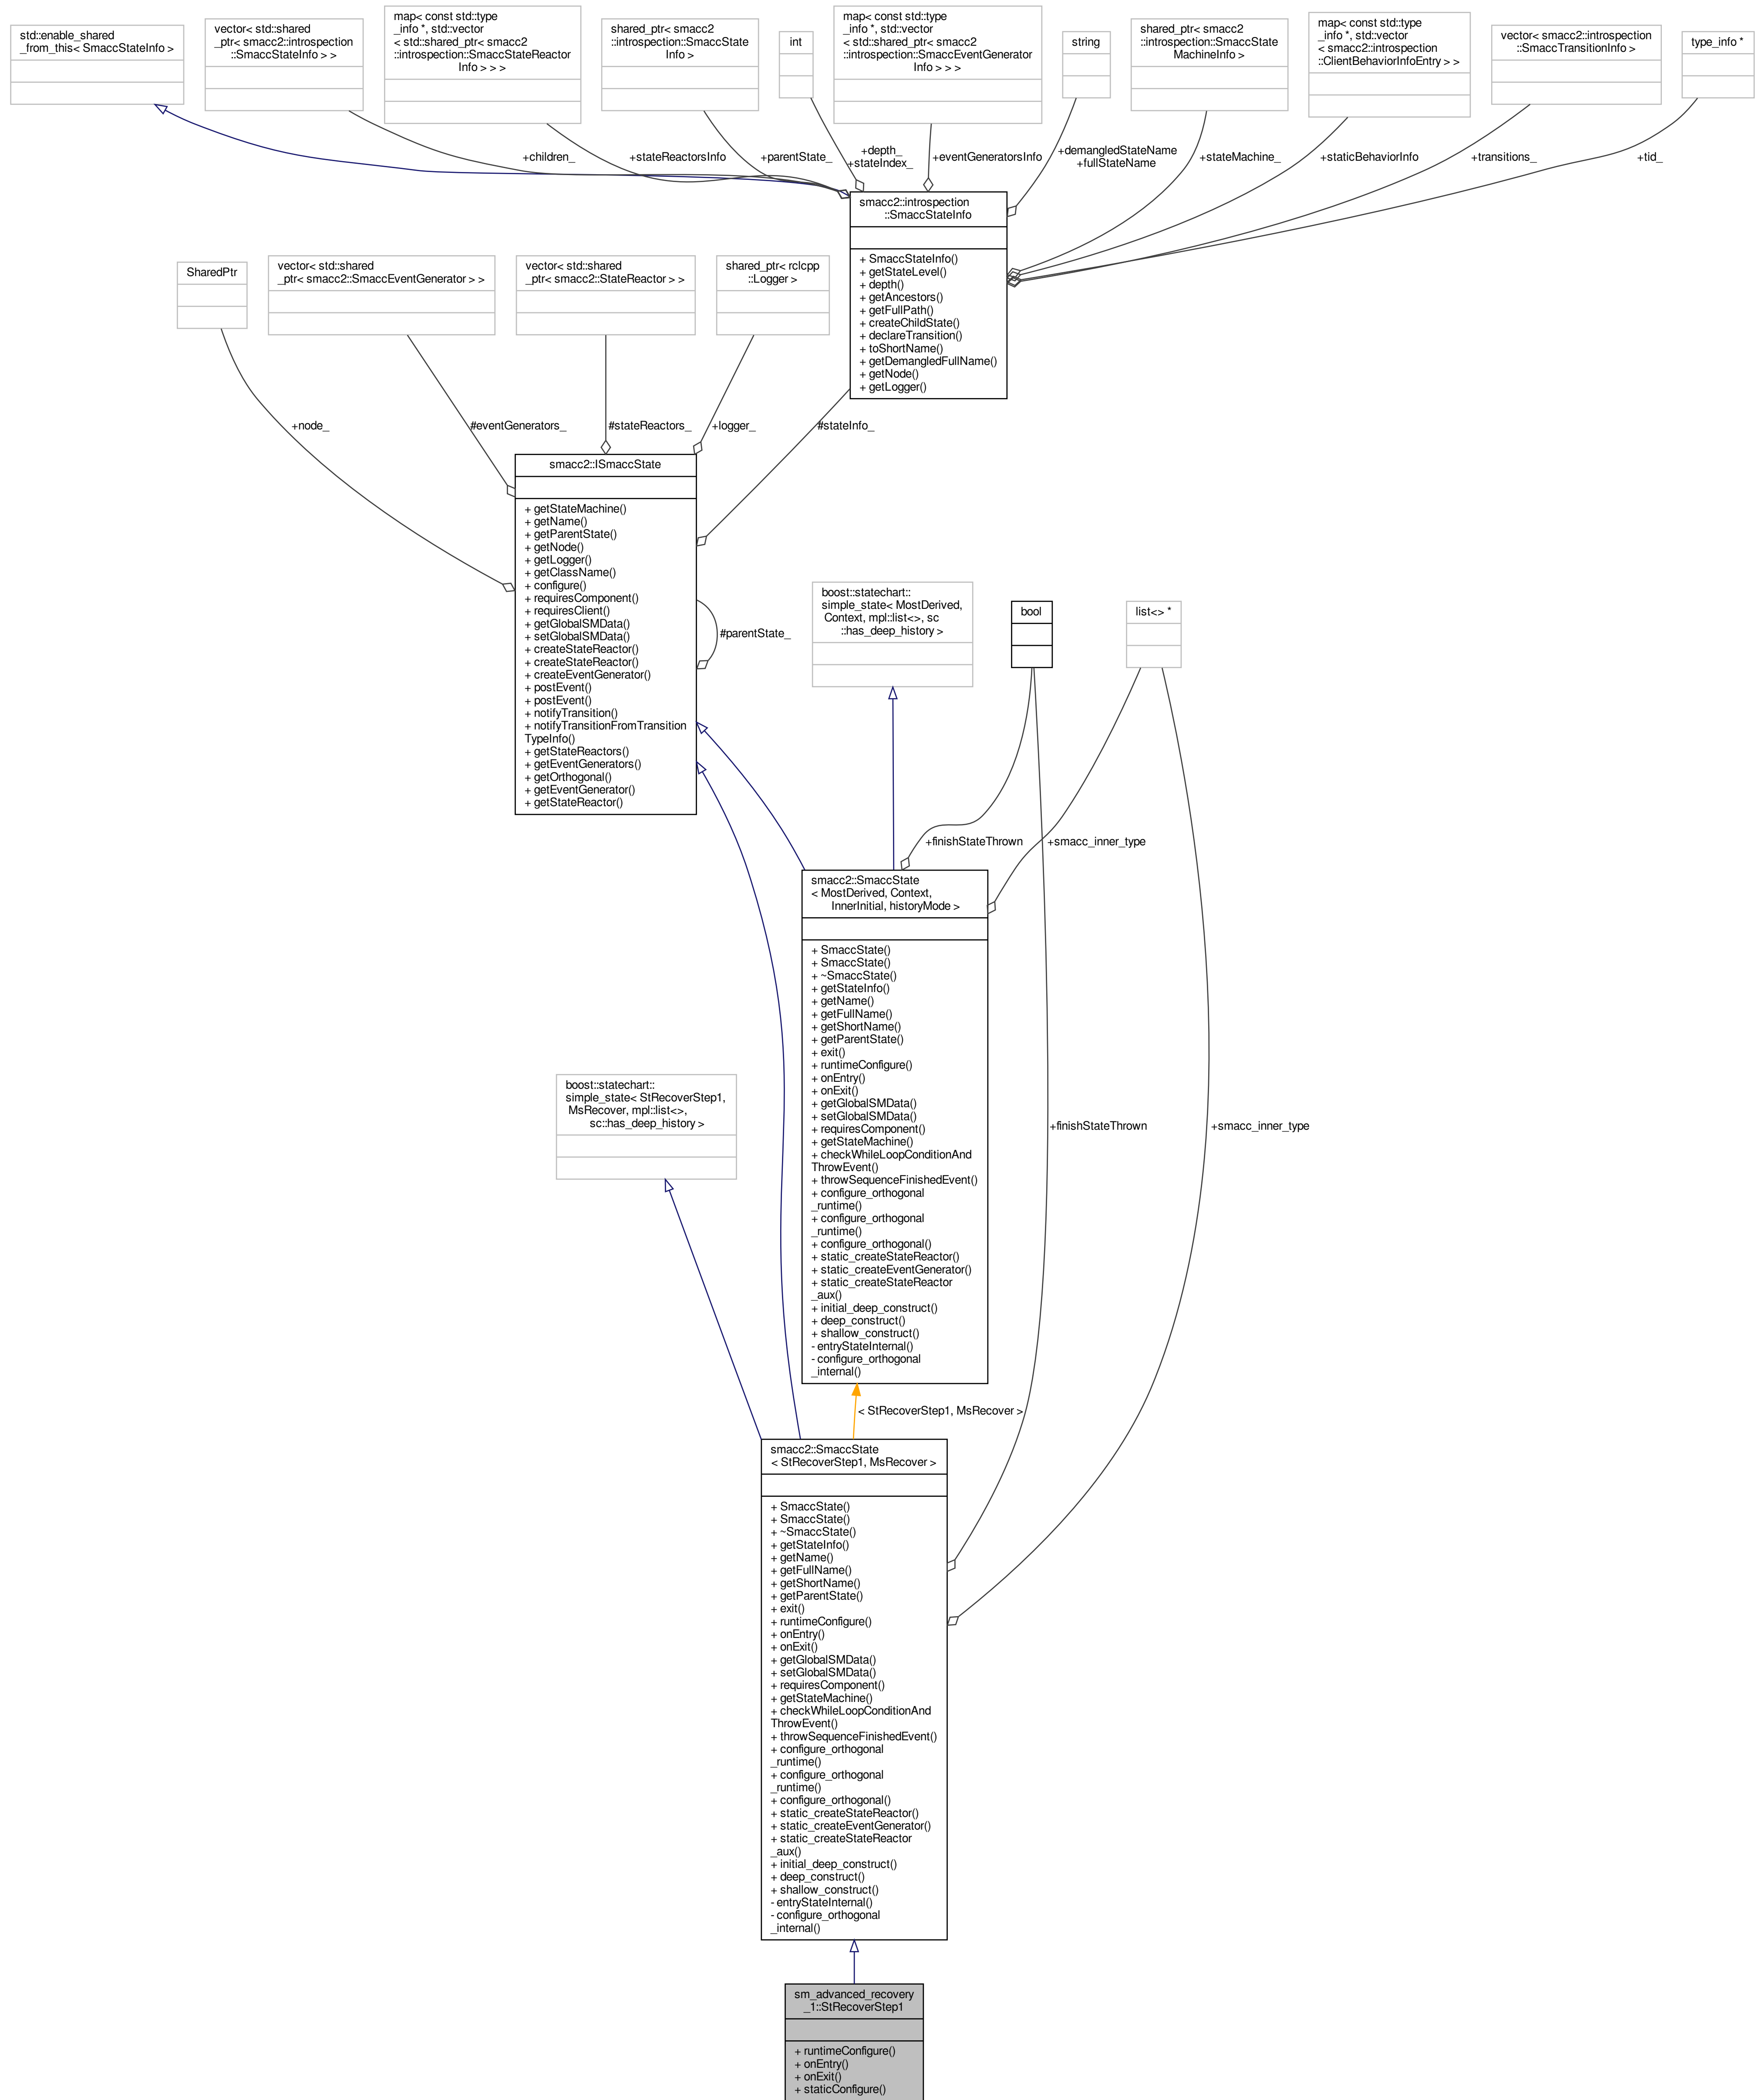 std::enable_shared
_from_this< SmaccStateInfo >
vector< std::shared
_ptr< smacc2::introspection
::SmaccStateInfo > >
map< const std::type
_info *, std::vector
< std::shared_ptr< smacc2
::introspection::SmaccStateReactor
Info > > >
shared_ptr< smacc2
::introspection::SmaccState
Info >
int
map< const std::type
_info *, std::vector
< std::shared_ptr< smacc2
::introspection::SmaccEventGenerator
Info > > >
string
shared_ptr< smacc2
::introspection::SmaccState
MachineInfo >
map< const std::type
_info *, std::vector
< smacc2::introspection
::ClientBehaviorInfoEntry > >
vector< smacc2::introspection
::SmaccTransitionInfo >
type_info *
+children_
+stateReactorsInfo
+parentState_
+depth_
+stateIndex_
+eventGeneratorsInfo
+demangledStateName
+fullStateName
+stateMachine_
+staticBehaviorInfo
+transitions_
+tid_
smacc2::introspection
::SmaccStateInfo
+ SmaccStateInfo()
+ getStateLevel()
+ depth()
+ getAncestors()
+ getFullPath()
+ createChildState()
+ declareTransition()
+ toShortName()
+ getDemangledFullName()
+ getNode()
+ getLogger()
SharedPtr
vector< std::shared
_ptr< smacc2::SmaccEventGenerator > >
vector< std::shared
_ptr< smacc2::StateReactor > >
shared_ptr< rclcpp
::Logger >
+node_
#eventGenerators_
#stateReactors_
+logger_
#stateInfo_
smacc2::ISmaccState
+ getStateMachine()
+ getName()
+ getParentState()
+ getNode()
+ getLogger()
+ getClassName()
+ configure()
+ requiresComponent()
+ requiresClient()
+ getGlobalSMData()
+ setGlobalSMData()
+ createStateReactor()
+ createStateReactor()
+ createEventGenerator()
+ postEvent()
+ postEvent()
+ notifyTransition()
+ notifyTransitionFromTransition
TypeInfo()
+ getStateReactors()
+ getEventGenerators()
+ getOrthogonal()
+ getEventGenerator()
+ getStateReactor()
#parentState_
boost::statechart::
simple_state< MostDerived,
Context, mpl::list<>, sc
::has_deep_history >
bool
list<> *
+finishStateThrown
+smacc_inner_type
smacc2::SmaccState
< MostDerived, Context,
InnerInitial, historyMode >
+ SmaccState()
+ SmaccState()
+ ~SmaccState()
+ getStateInfo()
+ getName()
+ getFullName()
+ getShortName()
+ getParentState()
+ exit()
+ runtimeConfigure()
+ onEntry()
+ onExit()
+ getGlobalSMData()
+ setGlobalSMData()
+ requiresComponent()
+ getStateMachine()
+ checkWhileLoopConditionAnd
ThrowEvent()
+ throwSequenceFinishedEvent()
+ configure_orthogonal
_runtime()
+ configure_orthogonal
_runtime()
+ configure_orthogonal()
+ static_createStateReactor()
+ static_createEventGenerator()
+ static_createStateReactor
_aux()
+ initial_deep_construct()
+ deep_construct()
+ shallow_construct()
- entryStateInternal()
- configure_orthogonal
_internal()
boost::statechart::
simple_state< StRecoverStep1,
MsRecover, mpl::list<>,
sc::has_deep_history >
+finishStateThrown
+smacc_inner_type
< StRecoverStep1, MsRecover >
smacc2::SmaccState
< StRecoverStep1, MsRecover >
+ SmaccState()
+ SmaccState()
+ ~SmaccState()
+ getStateInfo()
+ getName()
+ getFullName()
+ getShortName()
+ getParentState()
+ exit()
+ runtimeConfigure()
+ onEntry()
+ onExit()
+ getGlobalSMData()
+ setGlobalSMData()
+ requiresComponent()
+ getStateMachine()
+ checkWhileLoopConditionAnd
ThrowEvent()
+ throwSequenceFinishedEvent()
+ configure_orthogonal
_runtime()
+ configure_orthogonal
_runtime()
+ configure_orthogonal()
+ static_createStateReactor()
+ static_createEventGenerator()
+ static_createStateReactor
_aux()
+ initial_deep_construct()
+ deep_construct()
+ shallow_construct()
- entryStateInternal()
- configure_orthogonal
_internal()
sm_advanced_recovery
_1::StRecoverStep1
+ runtimeConfigure()
+ onEntry()
+ onExit()
+ staticConfigure()